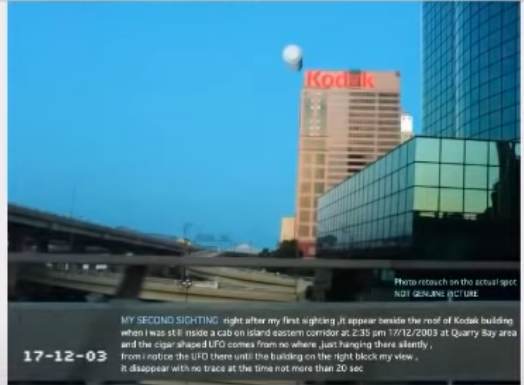 Kodak
Photo retouch on the actual spot
NOT GENUINE PICTURE
MY SECOND SIGHTING right after my first sighting ,it appear beside the roof of Kodak building
when I was still inside a cab on island eastern corridor at 2:35 pm 17/12/2003 at Quarry Bay area
and the cigar shaped UFO comes from no where ,just hanging there silently ,
from i notice the UFO there until the building on the right block my view ,
it disappear with no trace at the time not more than 20 sec
17-12-03